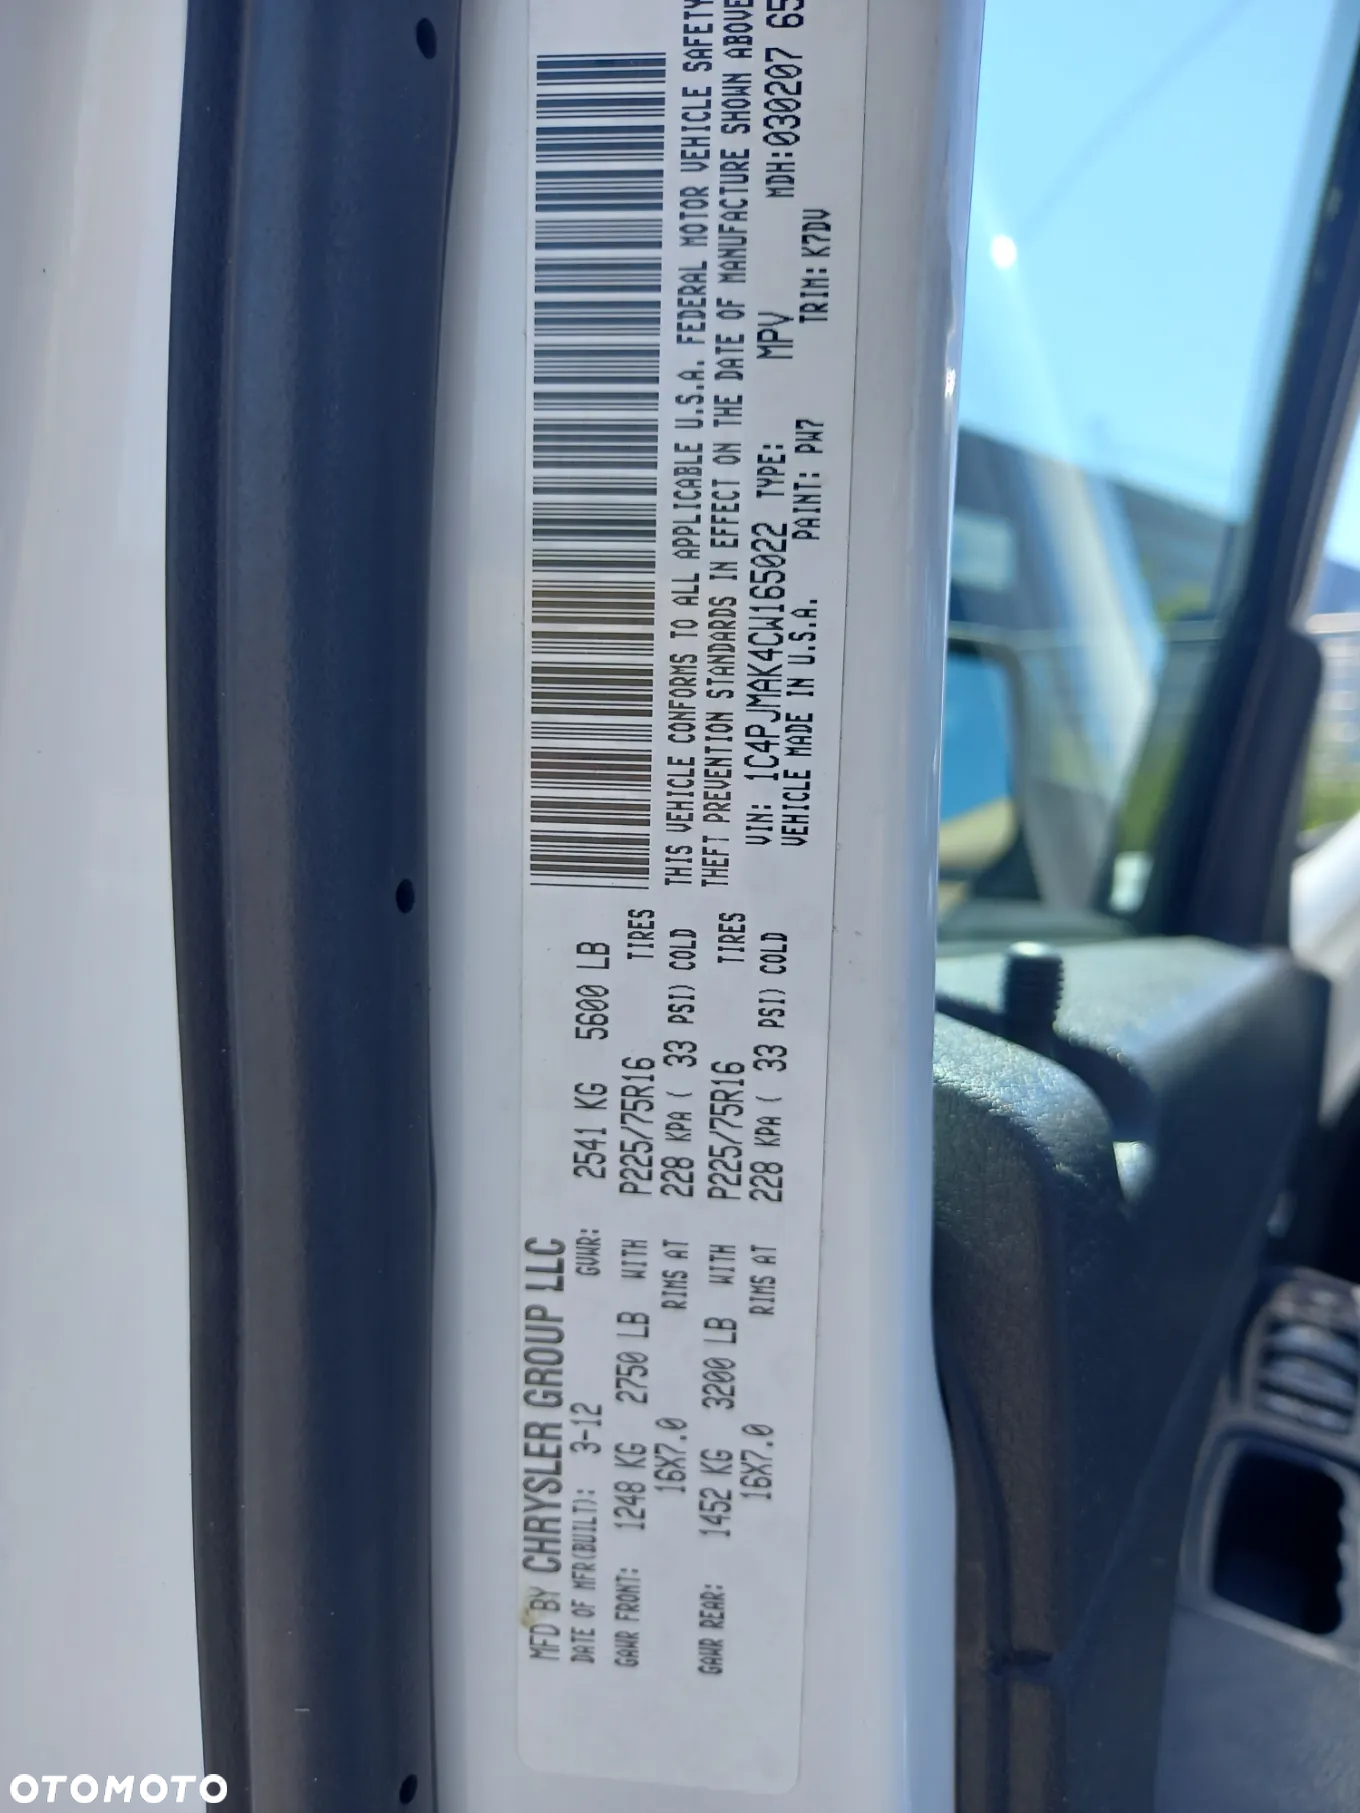 MFD BY CHRYSLER GROUP LLC
DATE OF MFR(BUILT): 3-12 GVWR: 2541 KG 5600 LB
GAWR FRONT: 1248 KG 2750 LB WITH P225/75R16 TIRES
16X7.0 RIMS AT 228 KPA ( 33 PSI) COLD
GAWR REAR: 1452 KG 3200 LB WITH P225/75R16 TIRES
16X7.0 RIMS AT 228 KPA ( 33 PSI) COLD
THIS VEHICLE CONFORMS TO ALL APPLICABLE U.S.A. FEDERAL MOTOR VEHICLE SAFETY
THEFT PREVENTION STANDARDS IN EFFECT ON THE DATE OF MANUFACTURE SHOWN ABOVE
VIN: 1C4PJMAK4CW165022 TYPE: MPV MDH:030207 65
VEHICLE MADE IN U.S.A. PAINT: PW7 TRIM: K7DV
OTOMOTO